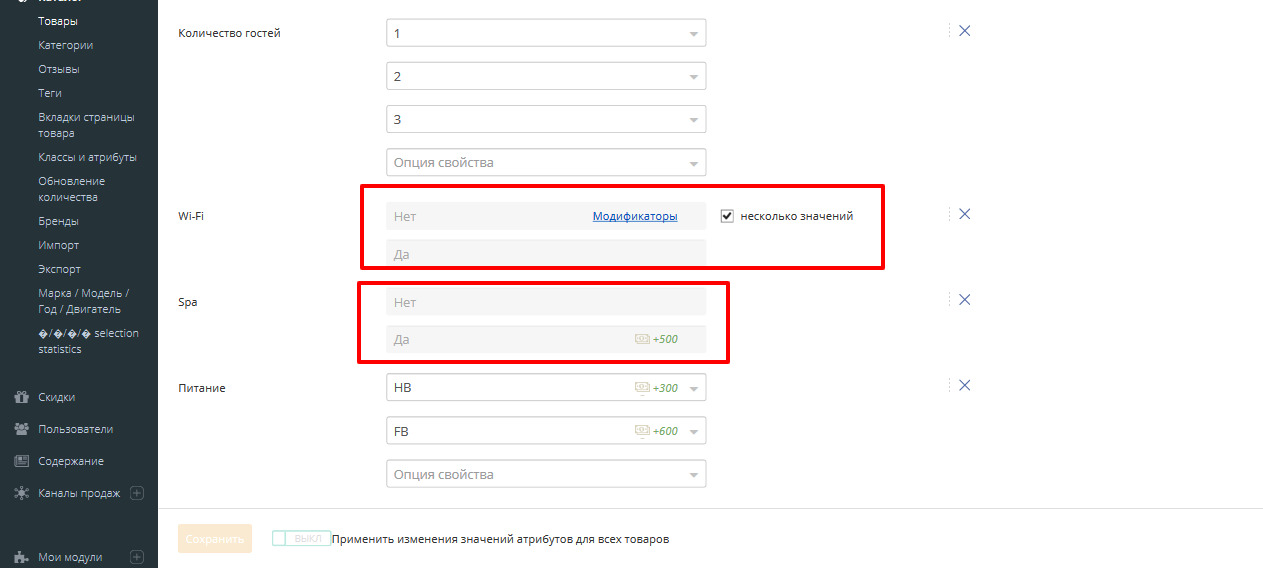 Товары
Категории
Отзывы
Теги
Вкладки страницы
товара
Классы и атрибуты
Обновление
количества
Бренды
Импорт
Экспорт
Марка / Модель /
Год / Двигатель
�/�/�/� selection
statistics
Скидки
Пользователи
Содержание
Каналы продаж
Мои модули
Количество гостей
1
2
3
Опция свойства
Wi-Fi
Нет Модификаторы несколько значений
Да
Spa
Нет
Да +500
Питание
HB +300
FB +600
Опция свойства
Сохранить ВЫКЛ Применить изменения значений атрибутов для всех товаров